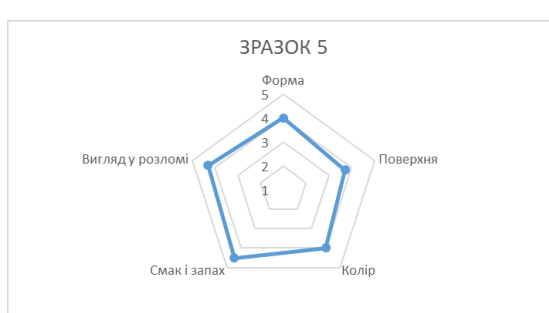 ЗРАЗОК 5
Форма
5
4
3
2
1
Поверхня
Колір
Смак і запах
Вигляд у розломі